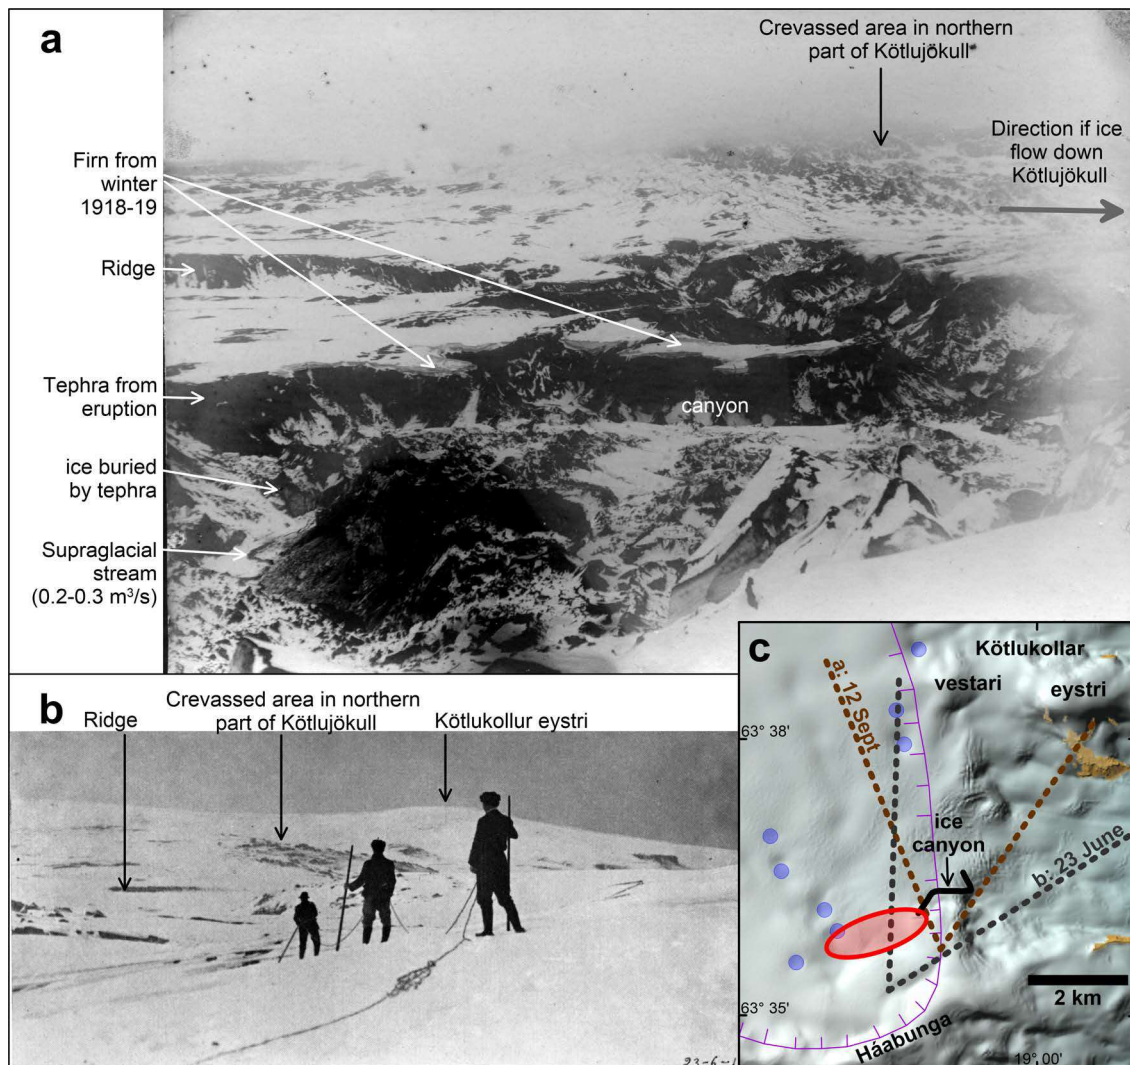 a
Crevassed area in northern
part of Kötlujökull
Direction if ice
flow down
Kötlujökull
Firn from
winter
1918-19
Ridge
Tephra from
eruption
canyon
ice buried
by tephra
Supraglacial
stream
(0.2-0.3 m³/s)
b
Ridge
Crevassed area in northern
part of Kötlujökull
Kötlukollur eystri
23-6-1
c
Kötlukollar
vestari
eystri
a: 12 Sept
63° 38'
ice
canyon
b: 23 June
2 km
63° 35'
Háabunga
19° 00'